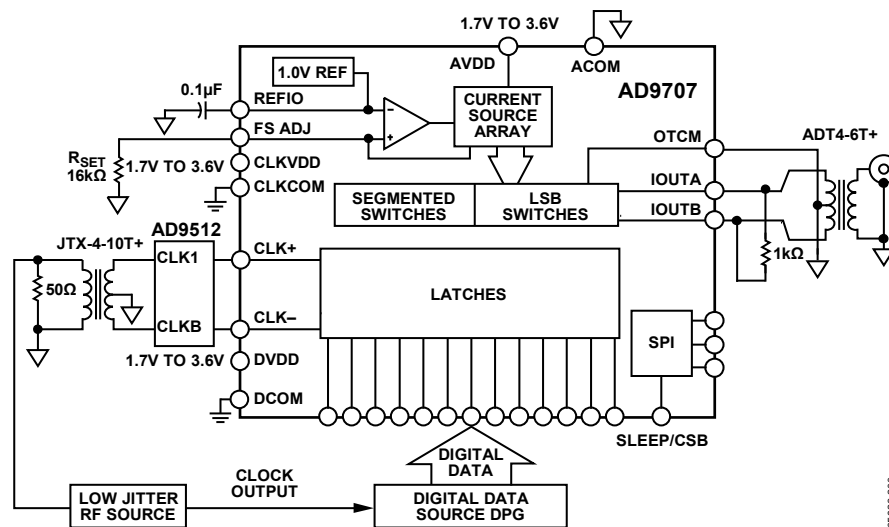 1.7V TO 3.6V
AVDD
ACOM
AD9707
1.0V REF
0.1µF
REFIO
–
+
CURRENT
SOURCE
ARRAY
FS ADJ
RSET
16kΩ
1.7V TO 3.6V
CLKVDD
CLKCOM
OTCM
IOUTA
IOUTB
ADT4-6T+
1kΩ
SEGMENTED
SWITCHES
LSB
SWITCHES
JTX-4-10T+
AD9512
50Ω
CLK1
CLKB
CLK+
CLK–
LATCHES
SPI
1.7V TO 3.6V
DVDD
DCOM
SLEEP/CSB
DIGITAL
DATA
CLOCK
OUTPUT
LOW JITTER
RF SOURCE
DIGITAL DATA
SOURCE DPG